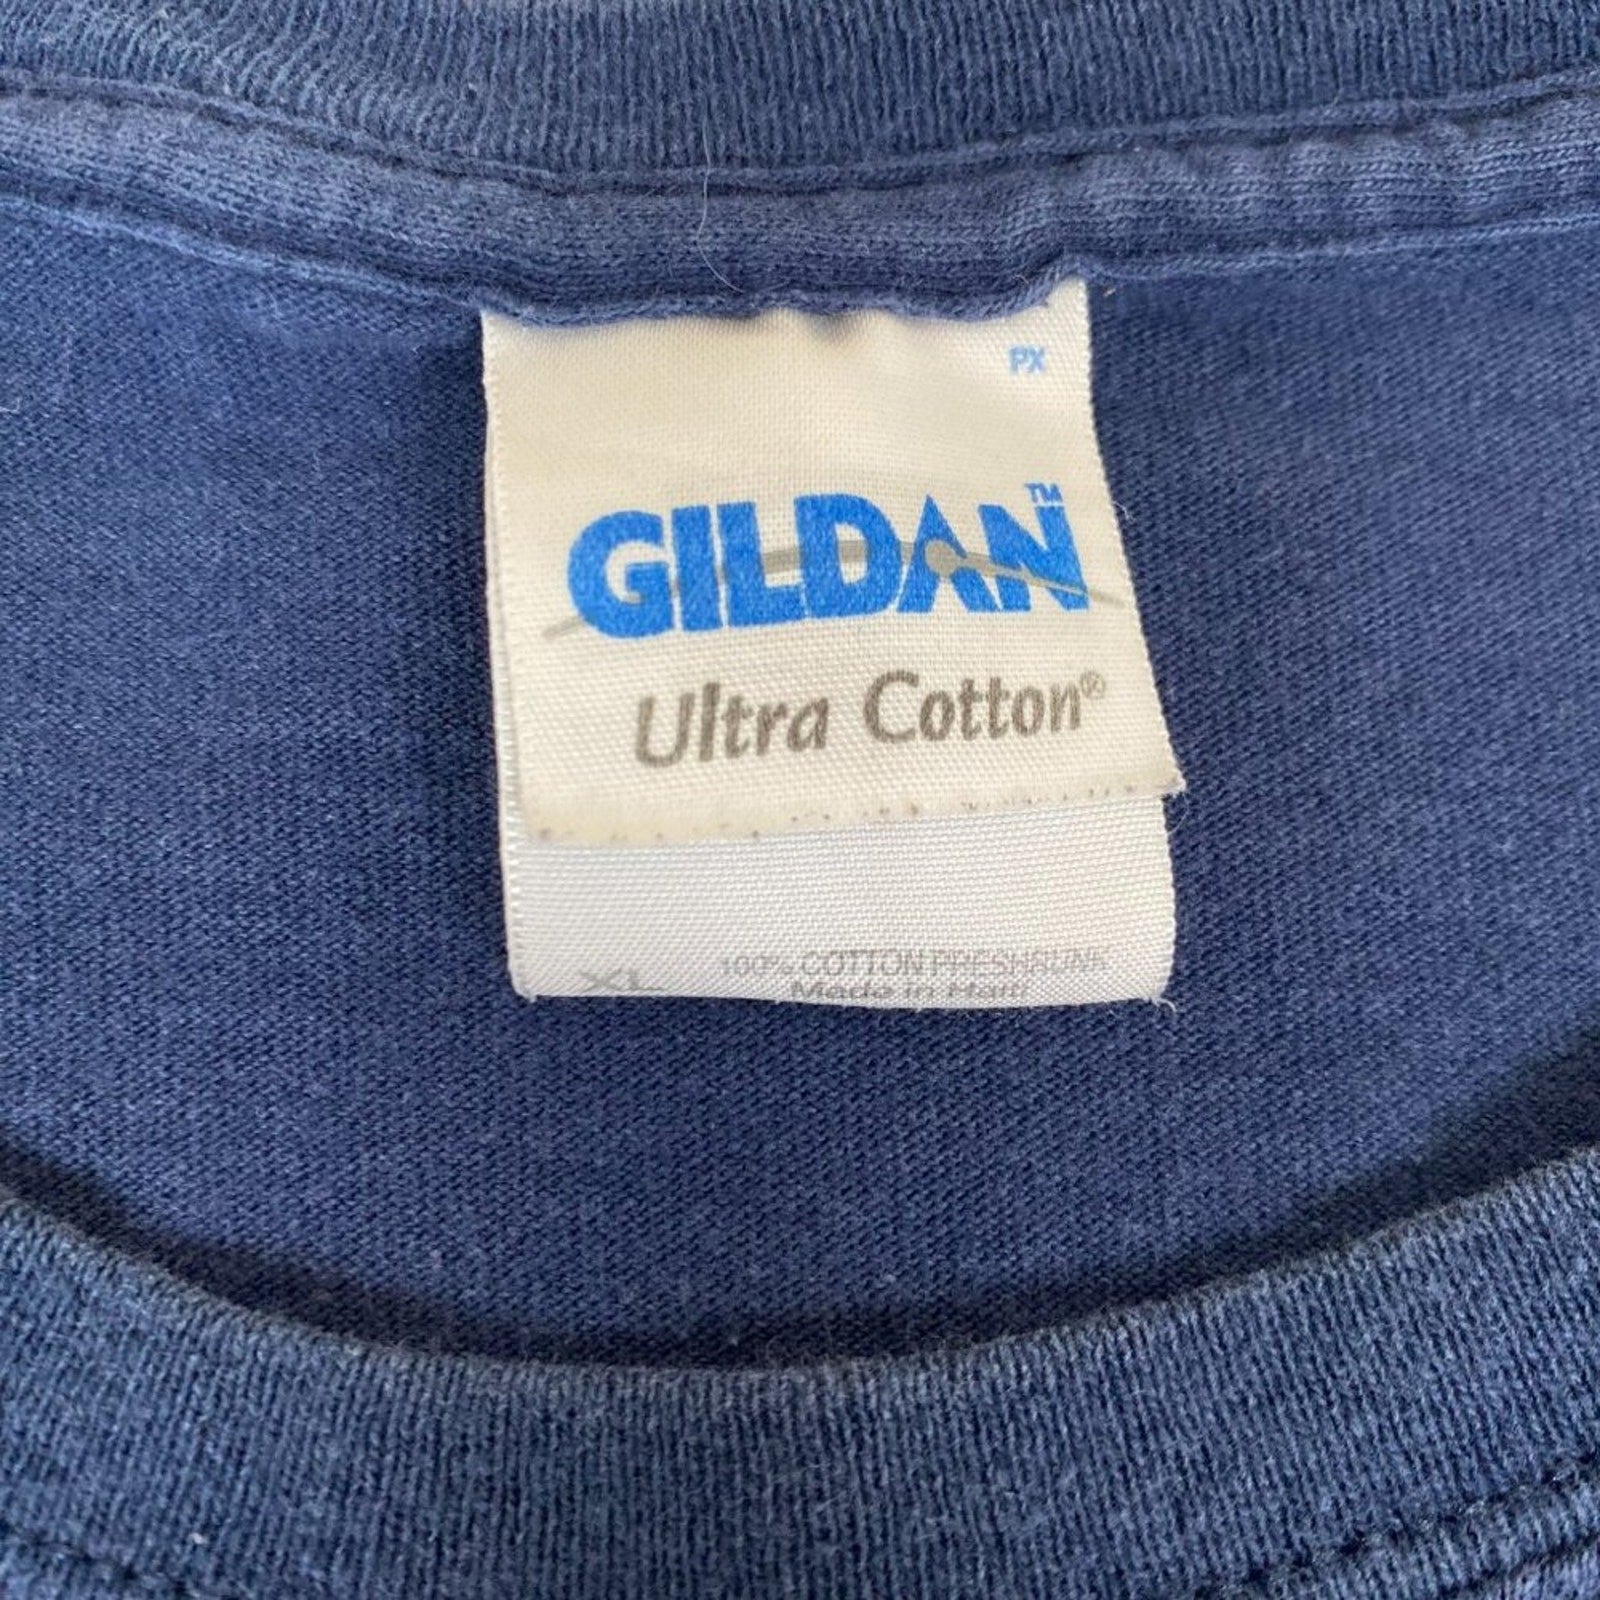 PX
GILDAN™
Ultra Cotton®
XL 100% COTTON PRESHRUNK
Made in Haiti